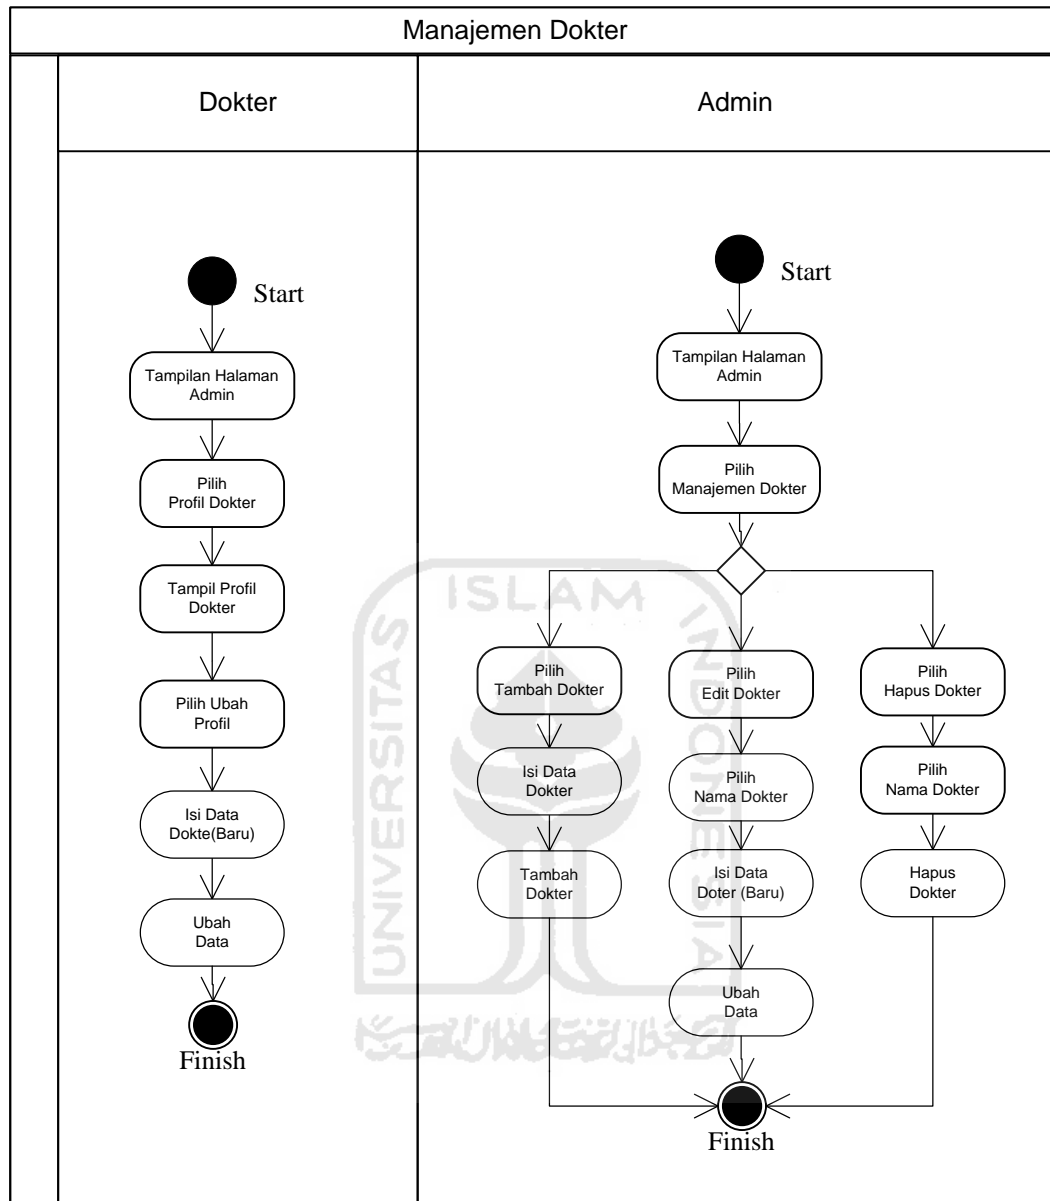 Manajemen Dokter
Dokter
Admin
Start
Tampilan Halaman
Admin
Pilih
Profil Dokter
Tampil Profil
Dokter
Pilih Ubah
Profil
Isi Data
Dokte(Baru)
Ubah
Data
Finish
Start
Tampilan Halaman
Admin
Pilih
Manajemen Dokter
Pilih
Tambah Dokter
Isi Data
Dokter
Tambah
Dokter
Pilih
Edit Dokter
Pilih
Nama Dokter
Isi Data
Doter (Baru)
Ubah
Data
Pilih
Hapus Dokter
Pilih
Nama Dokter
Hapus
Dokter
Finish
UNIVERSITAS
ISLAM
INDONESIA